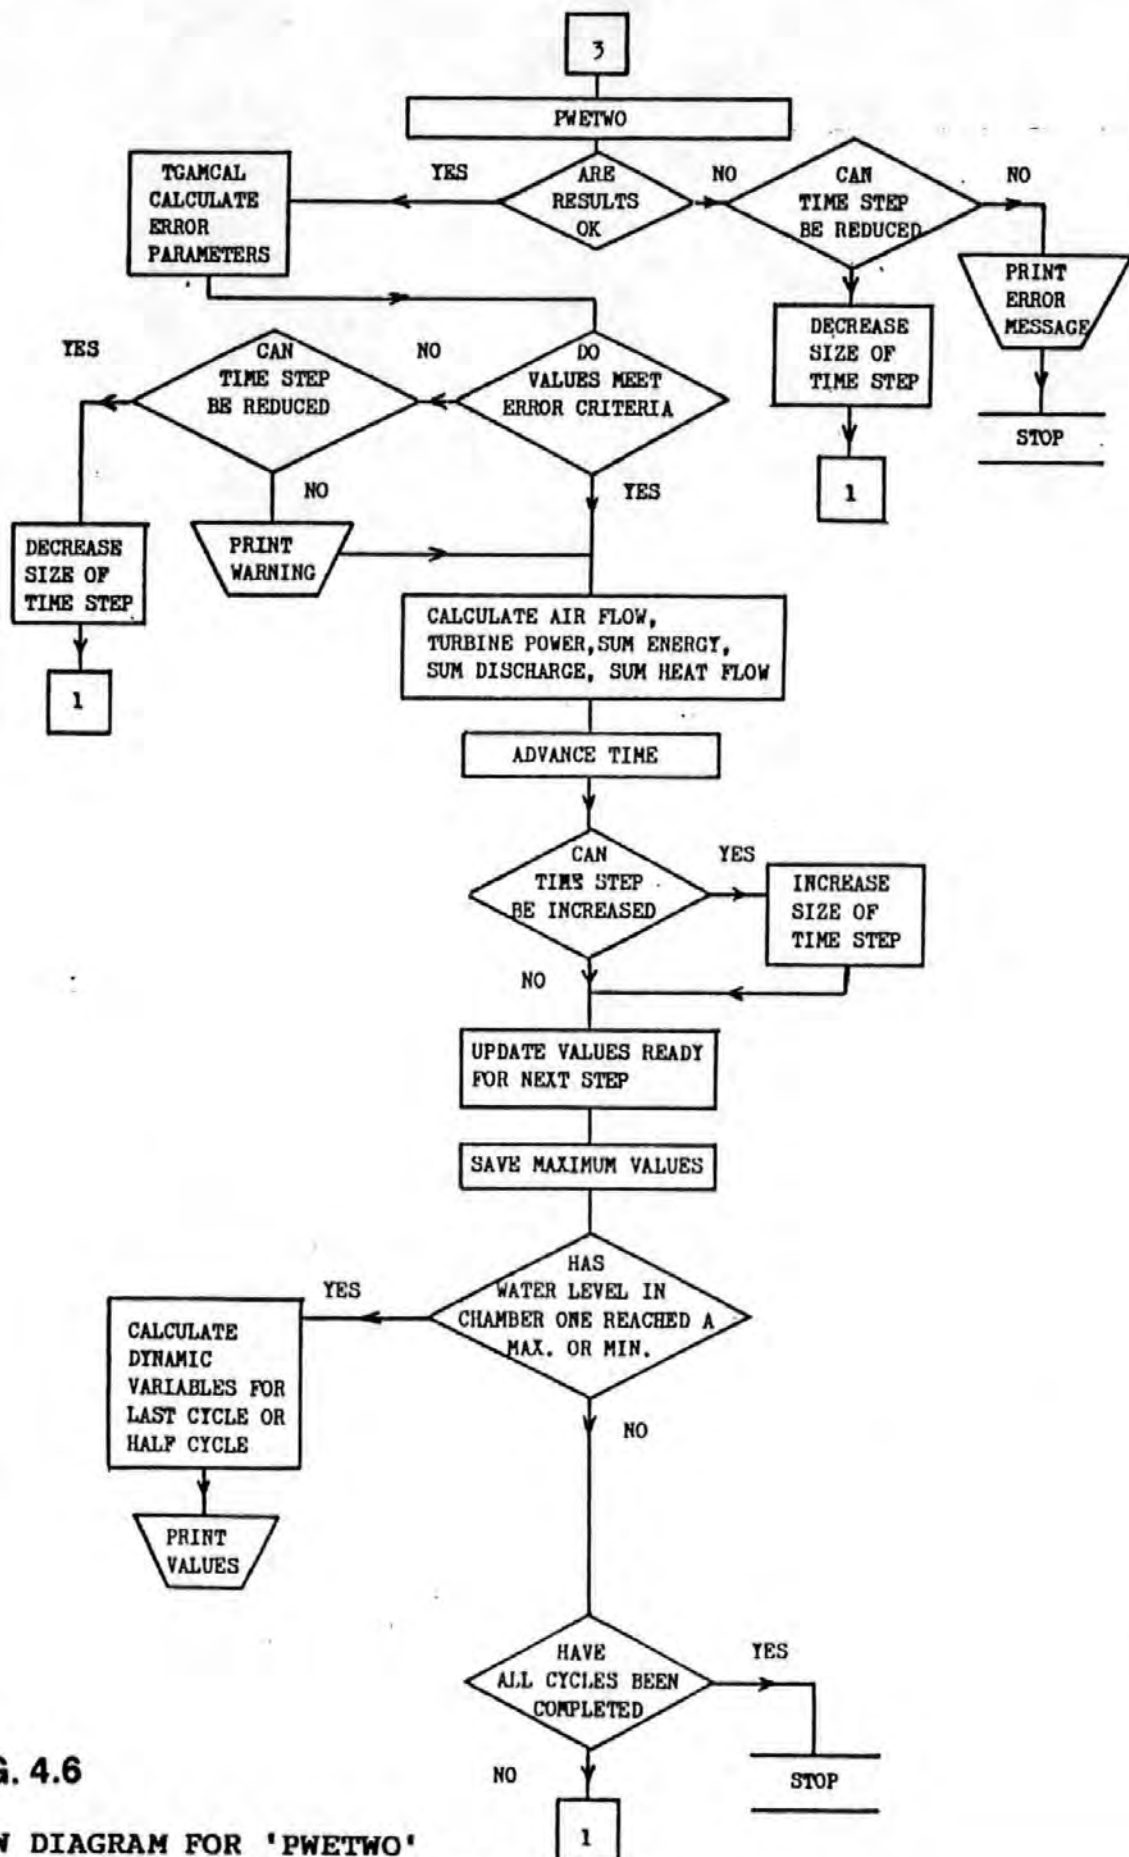 3
PWETWO
TGAMCAL
CALCULATE
ERROR
PARAMETERS
YES
ARE
RESULTS
OK
NO
CAN
TIME STEP
BE REDUCED
NO
PRINT
ERROR
MESSAGE
STOP
DECREASE
SIZE OF
TIME STEP
1
YES
CAN
TIME STEP
BE REDUCED
NO
DO
VALUES MEET
ERROR CRITERIA
NO
YES
DECREASE
SIZE OF
TIME STEP
1
PRINT
WARNING
CALCULATE AIR FLOW,
TURBINE POWER, SUM ENERGY,
SUM DISCHARGE, SUM HEAT FLOW
ADVANCE TIME
CAN
TIME STEP
BE INCREASED
YES
INCREASE
SIZE OF
TIME STEP
NO
UPDATE VALUES READY
FOR NEXT STEP
SAVE MAXIMUM VALUES
HAS
WATER LEVEL IN
CHAMBER ONE REACHED A
MAX. OR MIN.
YES
CALCULATE
DYNAMIC
VARIABLES FOR
LAST CYCLE OR
HALF CYCLE
PRINT
VALUES
NO
HAVE
ALL CYCLES BEEN
COMPLETED
YES
STOP
NO
1
G. 4.6
W DIAGRAM FOR 'PWETWO'